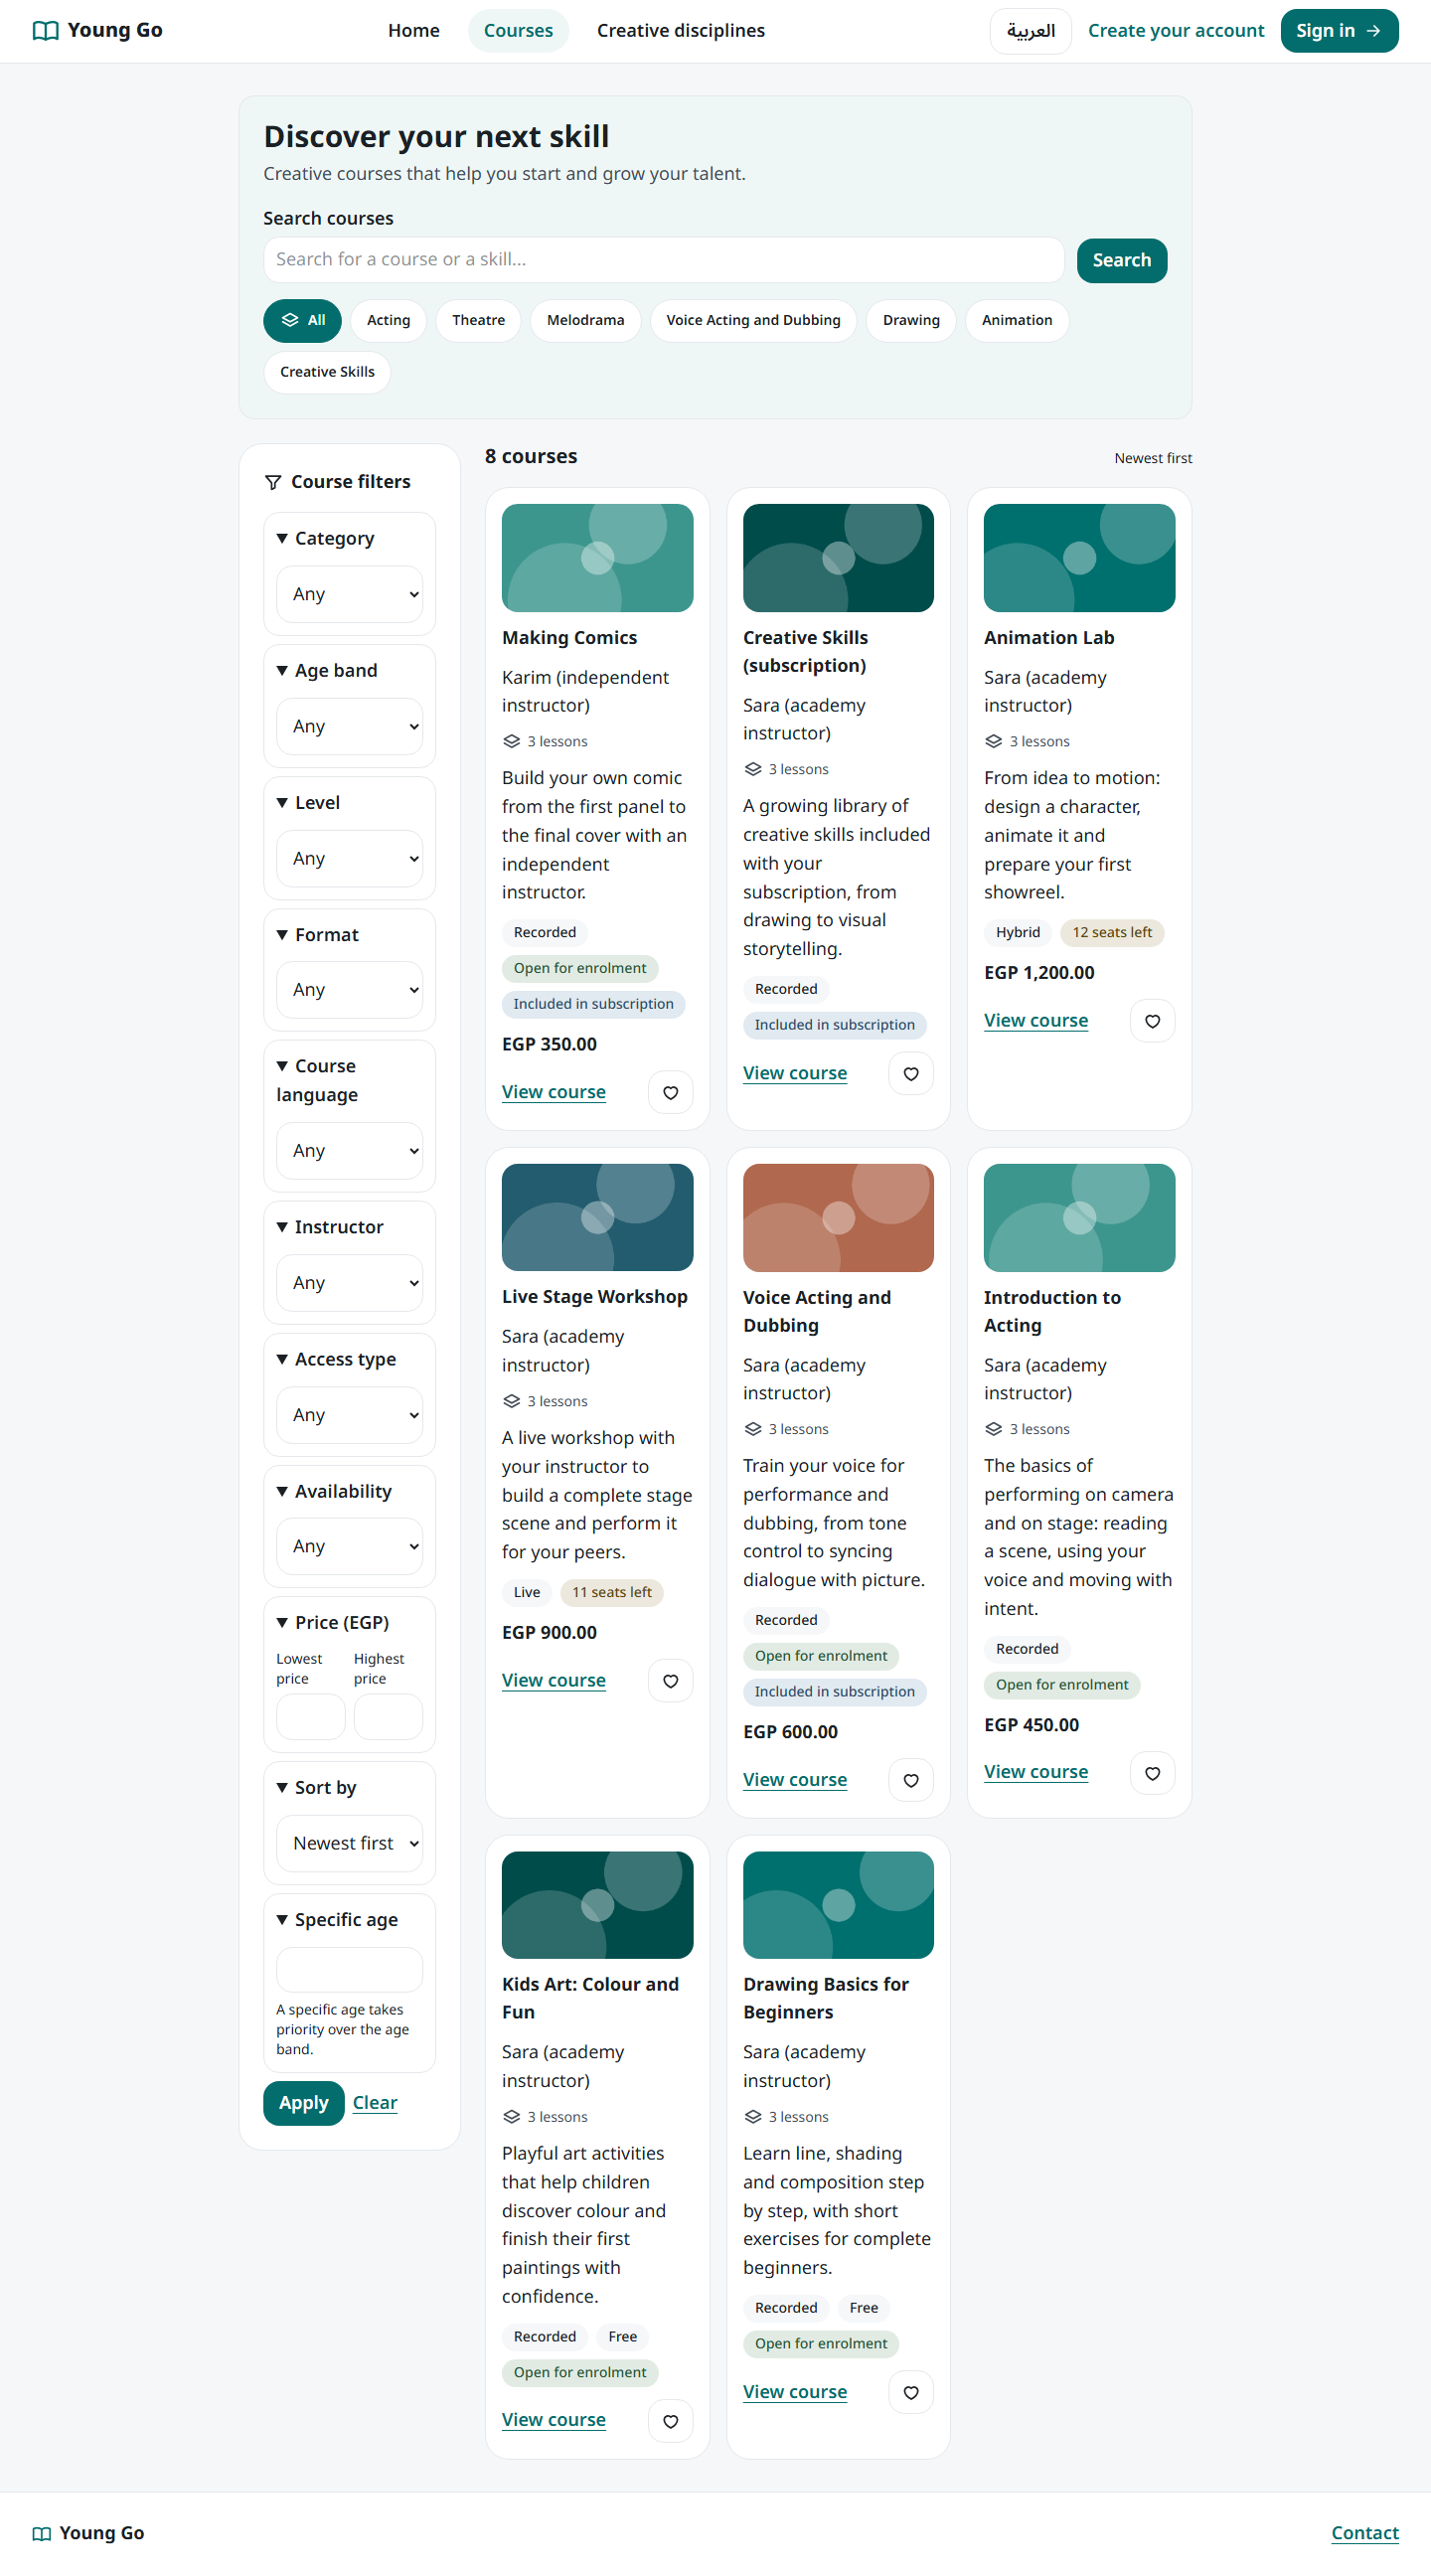 Young Go
Home
Courses
Creative disciplines
العربية
Create your account
Sign in
Discover your next skill
Creative courses that help you start and grow your talent.
Search courses
Search for a course or a skill...
Search
All
Acting
Theatre
Melodrama
Voice Acting and Dubbing
Drawing
Animation
Creative Skills
Course filters
Category
Any
Age band
Any
Level
Any
Format
Any
Course
language
Any
Instructor
Any
Access type
Any
Availability
Any
Price (EGP)
Lowest
price
Highest
price
Sort by
Newest first
Specific age
A specific age takes
priority over the age
band.
Apply
Clear
8 courses
Newest first
Making Comics
Karim (independent
instructor)
3 lessons
Build your own comic
from the first panel to
the final cover with an
independent
instructor.
Recorded
Open for enrolment
Included in subscription
EGP 350.00
View course
Creative Skills
(subscription)
Sara (academy
instructor)
3 lessons
A growing library of
creative skills included
with your
subscription, from
drawing to visual
storytelling.
Recorded
Included in subscription
View course
Animation Lab
Sara (academy
instructor)
3 lessons
From idea to motion:
design a character,
animate it and
prepare your first
showreel.
Hybrid
12 seats left
EGP 1,200.00
View course
Live Stage Workshop
Sara (academy
instructor)
3 lessons
A live workshop with
your instructor to
build a complete stage
scene and perform it
for your peers.
Live
11 seats left
EGP 900.00
View course
Voice Acting and
Dubbing
Sara (academy
instructor)
3 lessons
Train your voice for
performance and
dubbing, from tone
control to syncing
dialogue with picture.
Recorded
Open for enrolment
Included in subscription
EGP 600.00
View course
Introduction to
Acting
Sara (academy
instructor)
3 lessons
The basics of
performing on camera
and on stage: reading
a scene, using your
voice and moving with
intent.
Recorded
Open for enrolment
EGP 450.00
View course
Kids Art: Colour and
Fun
Sara (academy
instructor)
3 lessons
Playful art activities
that help children
discover colour and
finish their first
paintings with
confidence.
Recorded
Free
Open for enrolment
View course
Drawing Basics for
Beginners
Sara (academy
instructor)
3 lessons
Learn line, shading
and composition step
by step, with short
exercises for complete
beginners.
Recorded
Free
Open for enrolment
View course
Young Go
Contact